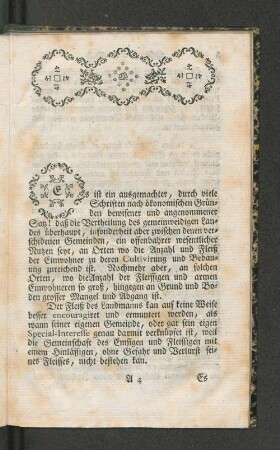 Es ist ein ausgemachter, durch viele
Schriften nach ökonomischen Grün-
den bewesener und angenommener
Satz! daß die Vertheilung des gemeinweidigen Lan-
des überhaupt, insonderheit aber zwischen denen ver-
schiedenen Gemeinden, ein offenbahrer wesentlicher
Nutzen seye, an Orten wo die Anzahl und Fleiß
der Einwohner zu deren Cultivirung und Bebau-
ung zureichend ist. Nochmehr aber, an solchen
Orten, wo die Anzahl der fleissigen und armen
Einwohneren so groß, hingegen an Grund und Bo-
den grosser Mangel und Abgang ist.
Der Fleiß des Landmanns kan auf keine Weise
besser encouragiret und ermuntert werden, als
wann seiner eigenen Gemeinde, oder gar sein eigen
Special-Interesse genau darmit verknüpfet ist, weil
die Gemeinschaft des Emsigen und Fleissigen mit
einem Hinläßigen, ohne Gefahr und Verlurst sei-
nes Fleisses, nicht bestehen kan.
A 4 Es